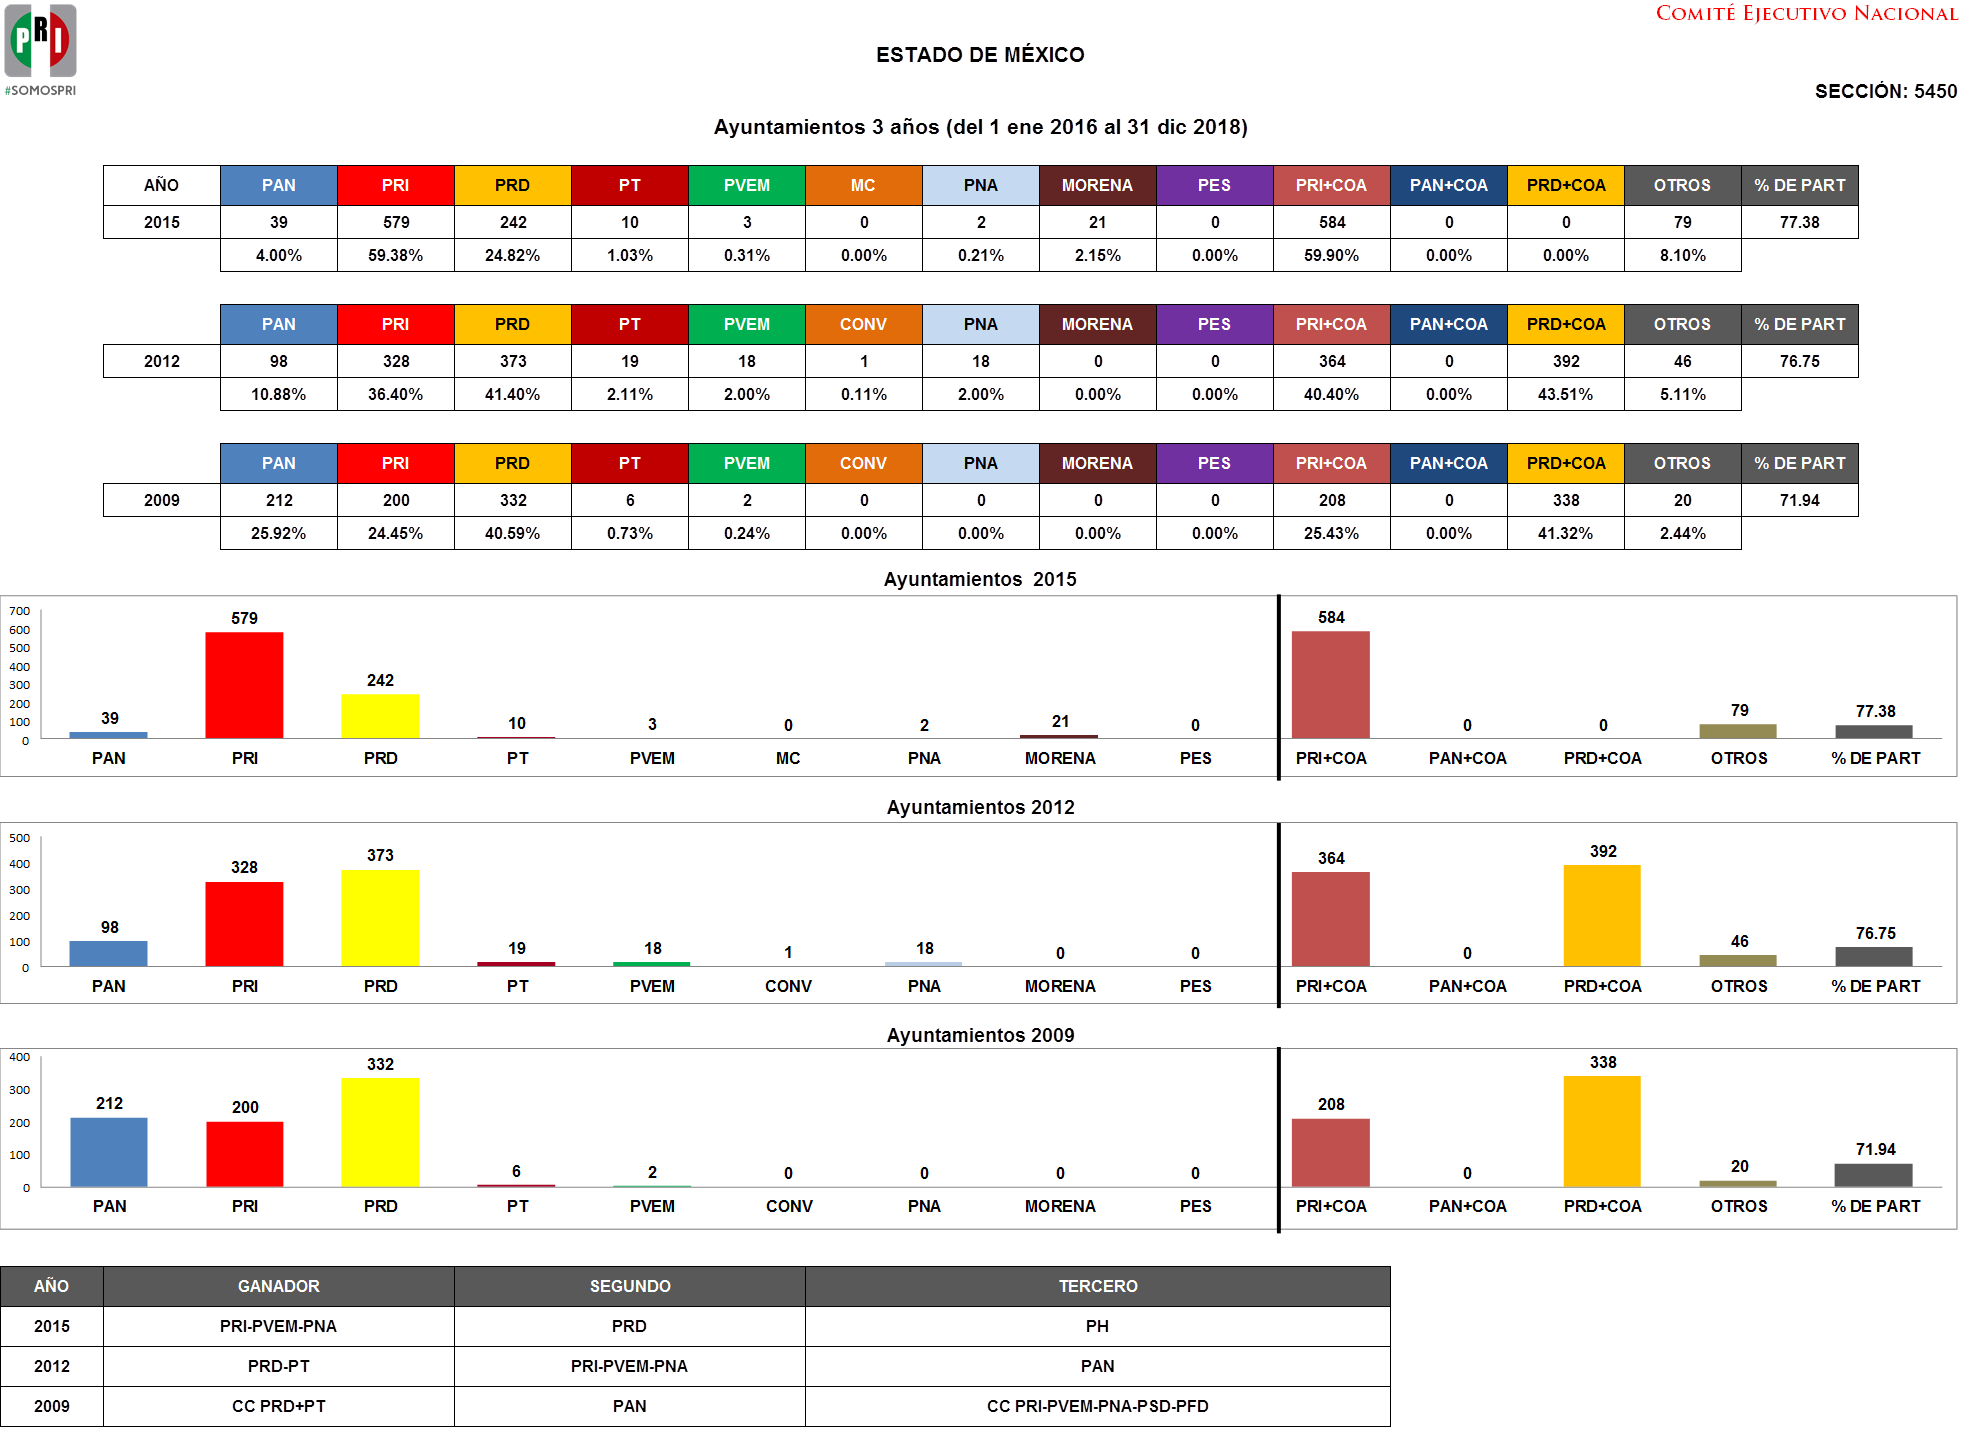 COMITÉ EJECUTIVO NACIONAL
PRI
#SOMOSPRI
ESTADO DE MÉXICO
SECCIÓN: 5450
Ayuntamientos 3 años (del 1 ene 2016 al 31 dic 2018)
AÑO PAN PRI PRD PT PVEM MC PNA MORENA PES PRI+COA PAN+COA PRD+COA OTROS % DE PART
2015 39 579 242 10 3 0 2 21 0 584 0 0 79 77.38
4.00% 59.38% 24.82% 1.03% 0.31% 0.00% 0.21% 2.15% 0.00% 59.90% 0.00% 0.00% 8.10%
PAN PRI PRD PT PVEM CONV PNA MORENA PES PRI+COA PAN+COA PRD+COA OTROS % DE PART
2012 98 328 373 19 18 1 18 0 0 364 0 392 46 76.75
10.88% 36.40% 41.40% 2.11% 2.00% 0.11% 2.00% 0.00% 0.00% 40.40% 0.00% 43.51% 5.11%
PAN PRI PRD PT PVEM CONV PNA MORENA PES PRI+COA PAN+COA PRD+COA OTROS % DE PART
2009 212 200 332 6 2 0 0 0 0 208 0 338 20 71.94
25.92% 24.45% 40.59% 0.73% 0.24% 0.00% 0.00% 0.00% 0.00% 25.43% 0.00% 41.32% 2.44%
Ayuntamientos 2015
700
600
500
400
300
200
100
0
39 579 242 10 3 0 2 21 0 584 0 0 79 77.38
PAN PRI PRD PT PVEM MC PNA MORENA PES PRI+COA PAN+COA PRD+COA OTROS % DE PART
Ayuntamientos 2012
500
400
300
200
100
0
98 328 373 19 18 1 18 0 0 364 0 392 46 76.75
PAN PRI PRD PT PVEM CONV PNA MORENA PES PRI+COA PAN+COA PRD+COA OTROS % DE PART
Ayuntamientos 2009
400
300
200
100
0
212 200 332 6 2 0 0 0 0 208 0 338 20 71.94
PAN PRI PRD PT PVEM CONV PNA MORENA PES PRI+COA PAN+COA PRD+COA OTROS % DE PART
AÑO GANADOR SEGUNDO TERCERO
2015 PRI-PVEM-PNA PRD PH
2012 PRD-PT PRI-PVEM-PNA PAN
2009 CC PRD+PT PAN CC PRI-PVEM-PNA-PSD-PFD